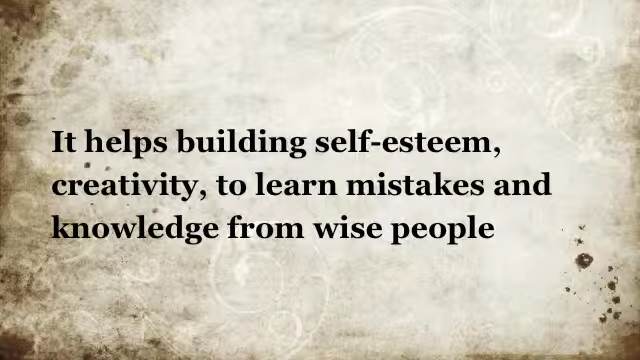 It helps building self-esteem,
creativity, to learn mistakes and
knowledge from wise people